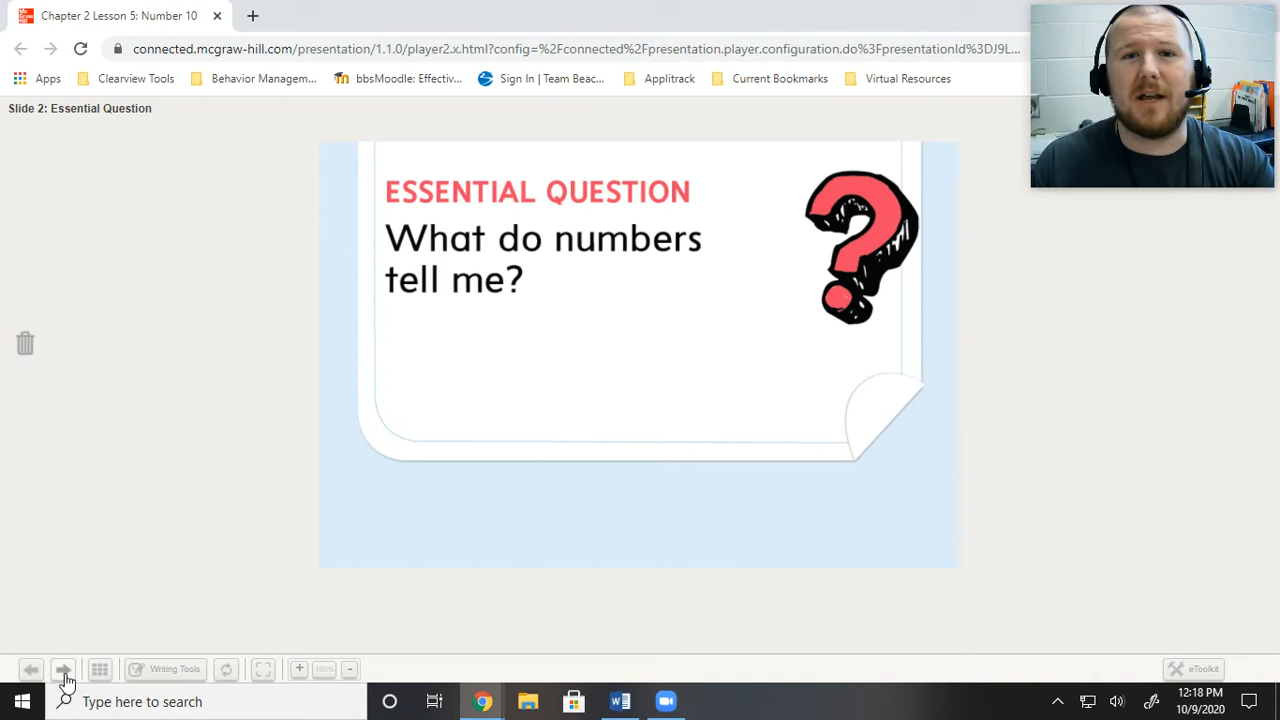 Chapter 2 Lesson 5: Number 10
connected.mcgraw-hill.com/presentation/1.1.0/player2.x.html?config=%2Fconnected%2Fpresentation.player.configuration.do%3FpresentationId%3DJ9L...
Apps Clearview Tools Behavior Managem... bbsMoodle: Effectiv... Sign In | Team Beac... Applitrack Current Bookmarks Virtual Resources
Slide 2: Essential Question
ESSENTIAL QUESTION
What do numbers
tell me?
Writing Tools 100% eToolkit
Type here to search
12:18 PM
10/9/2020